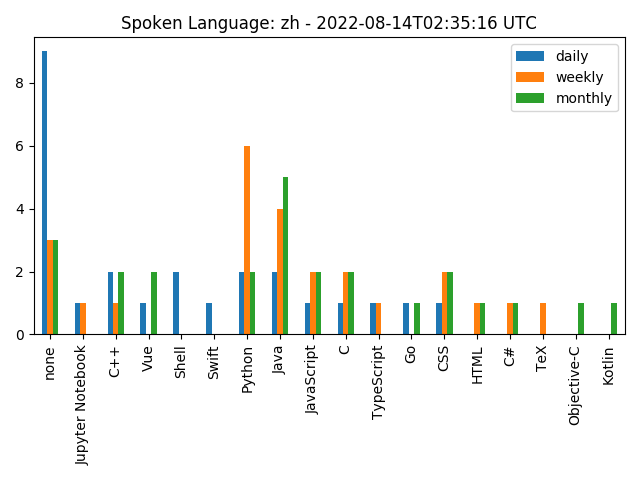 Spoken Language: zh - 2022-08-14T02:35:16 UTC
daily
weekly
monthly
8
6
4
2
0
none
Jupyter Notebook
C++
Vue
Shell
Swift
Python
Java
JavaScript
C
TypeScript
Go
CSS
HTML
C#
TeX
Objective-C
Kotlin